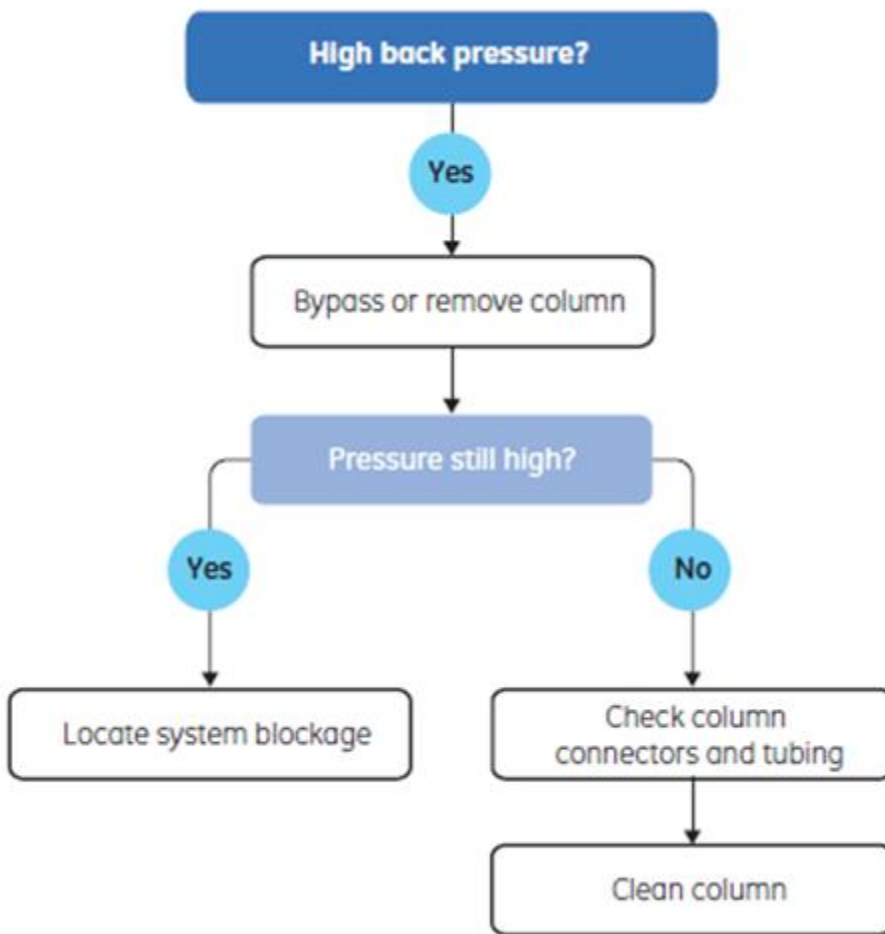 High back pressure?
Yes
Bypass or remove column
Pressure still high?
Yes
No
Locate system blockage
Check column
connectors and tubing
Clean column